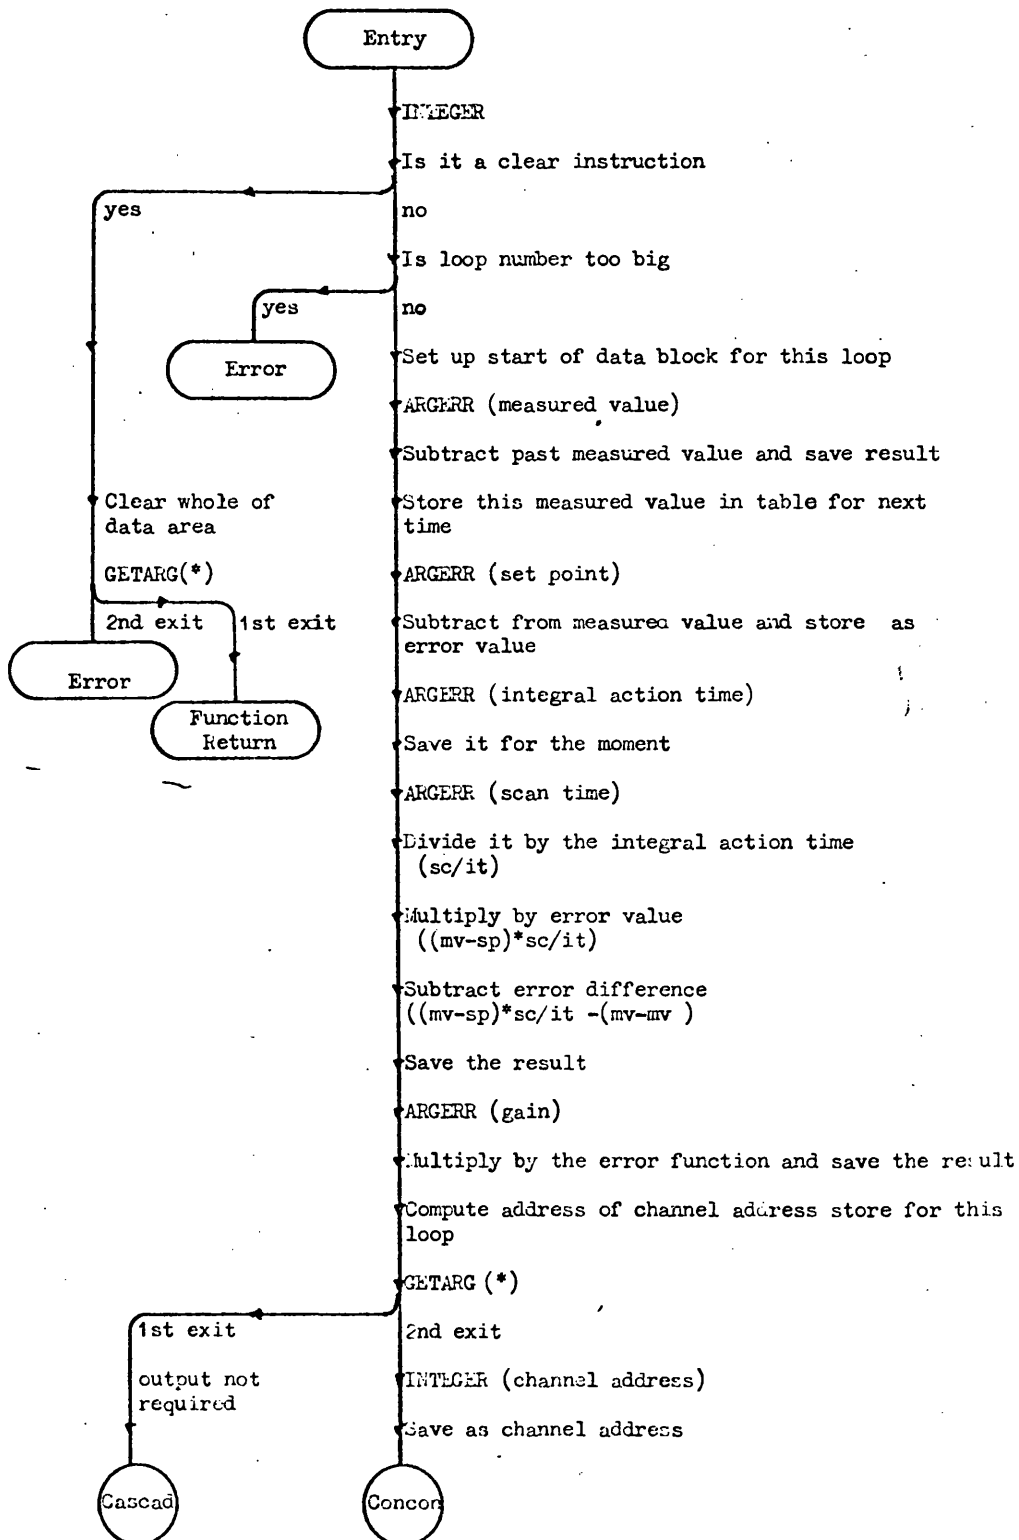 Entry
INTEGER
Is it a clear instruction
yes
no
Is loop number too big
yes
no
Error
Set up start of data block for this loop
ARGERR (measured value)
Subtract past measured value and save result
Clear whole of
data area
Store this measured value in table for next
time
GETARG(*)
ARGERR (set point)
2nd exit
1st exit
Subtract from measured value and store as
error value
Error
ARGERR (integral action time)
Function
Return
Save it for the moment
ARGERR (scan time)
Divide it by the integral action time
(sc/it)
Multiply by error value
((mv-sp)*sc/it)
Subtract error difference
((mv-sp)*sc/it -(mv-mv )
Save the result
ARGERR (gain)
Multiply by the error function and save the result
Compute address of channel address store for this
loop
GETARG (*)
1st exit
2nd exit
output not
required
INTEGER (channel address)
Save as channel address
Cascad
Concon